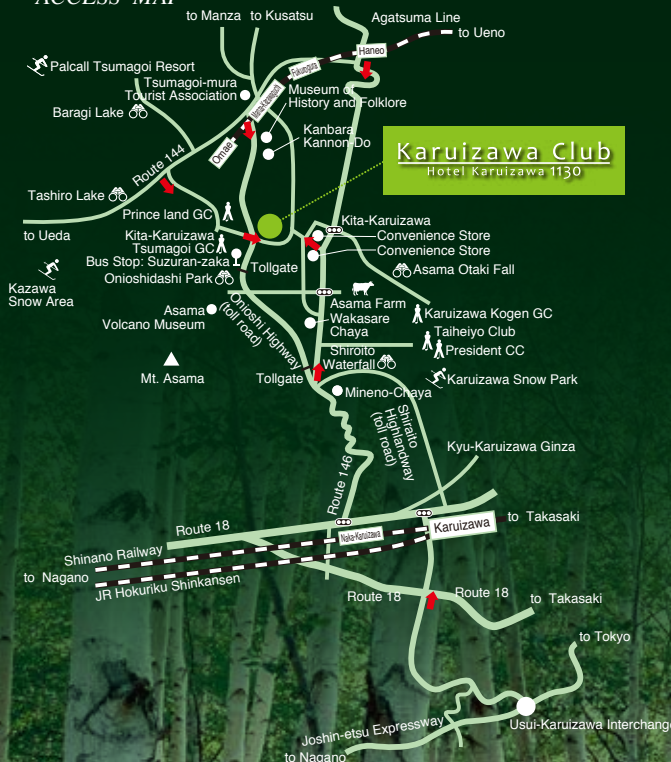 ACCESS MAP
to Manza
to Kusatsu
Agatsuma Line
to Ueno
Haneo
Palcall Tsumagoi Resort
Tsumagoi-mura
Tourist Association
Museum of
History and Folklore
Baragi Lake
Omae
Kanbara
Kannon-Do
Karuizawa Club
Hotel Karuizawa 1130
Route 144
Tashiro Lake
Prince land GC
to Ueda
Kita-Karuizawa
Tsumagoi GC
Bus Stop: Suzuran-zaka
Onioshidashi Park
Tollgate
Kita-Karuizawa
Convenience Store
Convenience Store
Asama Otaki Fall
Kazawa
Snow Area
Asama
Volcano Museum
Onioshi Highway
(toll road)
Asama Farm
Wakasare
Chaya
Karuizawa Kogen GC
Taiheiyo Club
President CC
Shiroito
Waterfall
Mt. Asama
Tollgate
Mineno-Chaya
Karuizawa Snow Park
Shiraito
Highlandway
(toll road)
Route 146
Kyu-Karuizawa Ginza
Route 18
Naka-Karuizawa
Karuizawa
to Takasaki
Shinano Railway
to Nagano
JR Hokuriku Shinkansen
Route 18
Route 18
to Takasaki
to Tokyo
Joshin-etsu Expressway
Usui-Karuizawa Interchange
to Nagano